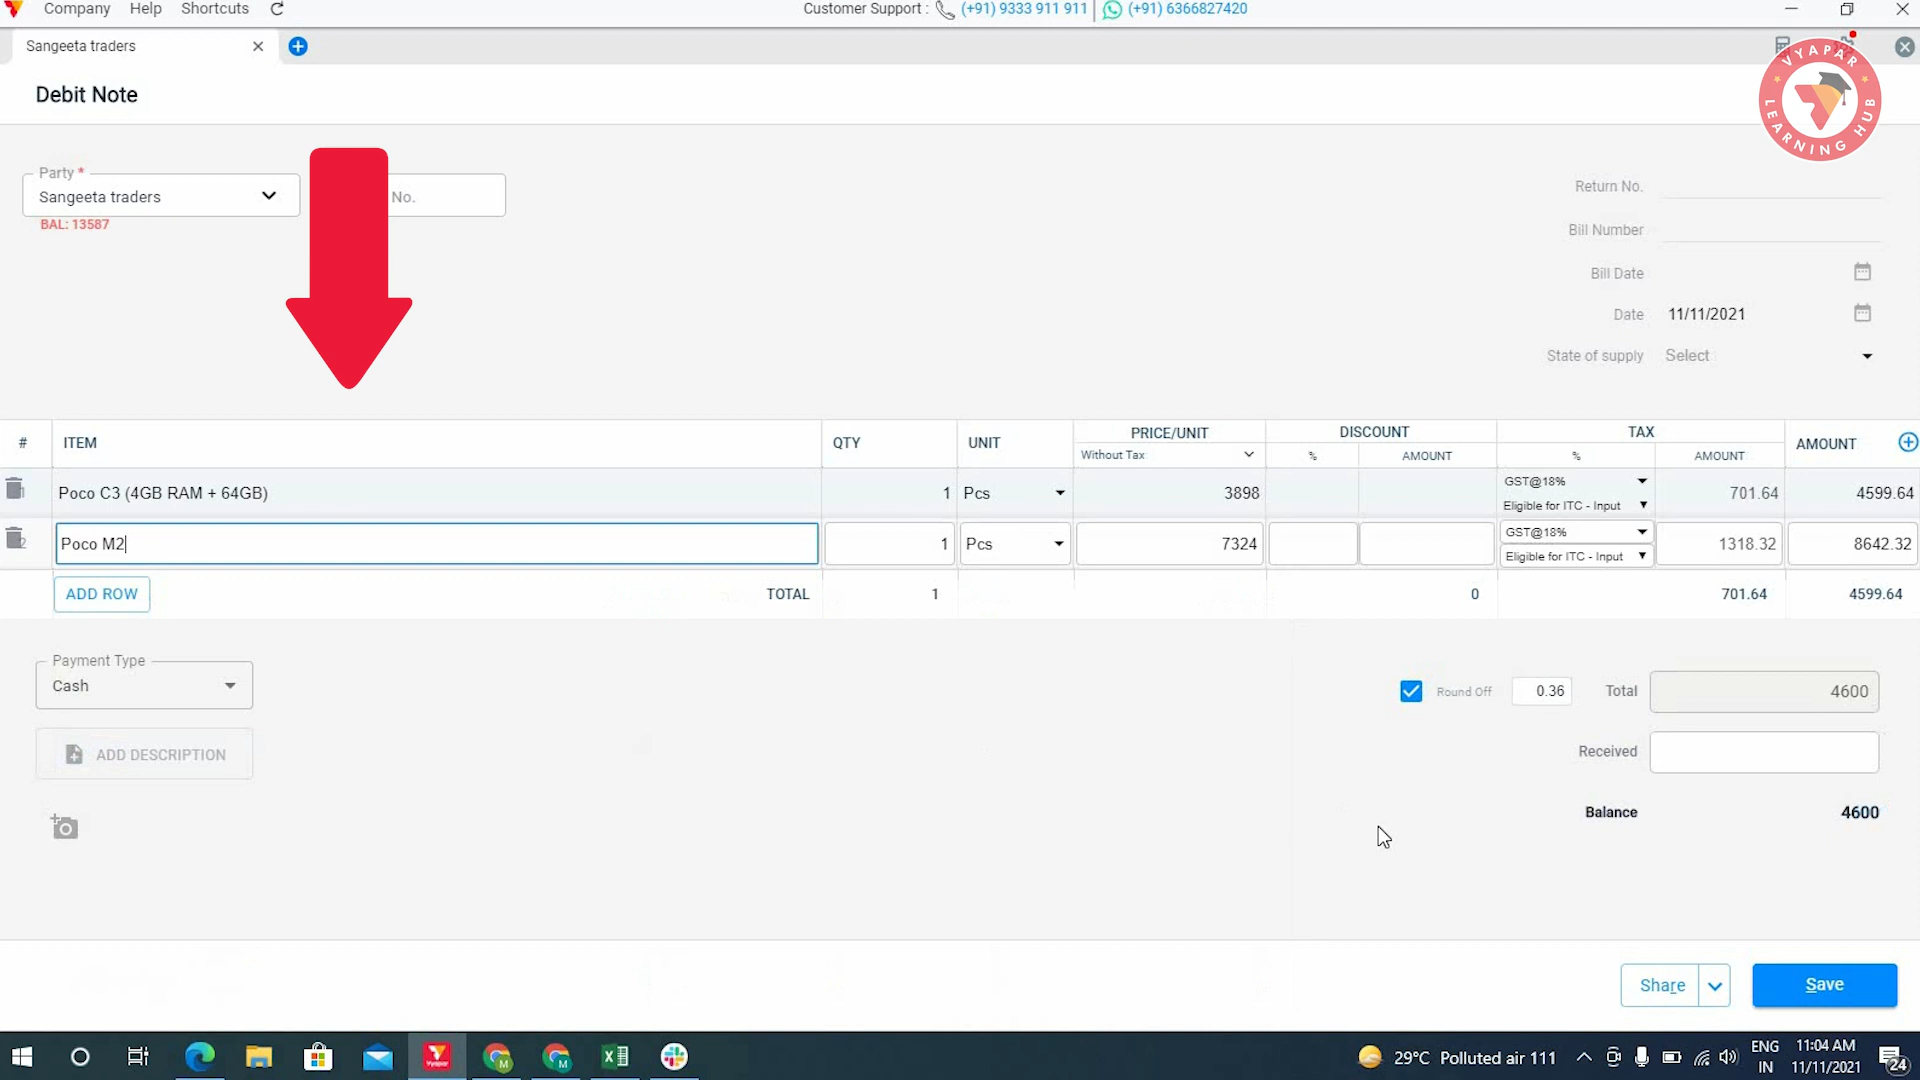 Company Help Shortcuts
Customer Support : (+91) 9333 911 911 (+91) 6366827420
Sangeeta traders
VYAPAR LEARNING HUB
Debit Note
Party *
Sangeeta traders
No.
BAL: 13587
Return No.
Bill Number
Bill Date
Date 11/11/2021
State of supply Select
# ITEM QTY UNIT PRICE/UNIT DISCOUNT TAX AMOUNT
Without Tax % AMOUNT % AMOUNT
1 Poco C3 (4GB RAM + 64GB) 1 Pcs 3898 GST@18% 701.64 4599.64
Eligible for ITC - Input
2 Poco M2 1 Pcs 7324 GST@18% 1318.32 8642.32
Eligible for ITC - Input
ADD ROW TOTAL 1 0 701.64 4599.64
Payment Type
Cash
Round Off 0.36 Total 4600
ADD DESCRIPTION
Received
Balance 4600
Share Save
Vyapar
M
M
29°C Polluted air 111
ENG
IN
11:04 AM
11/11/2021
24